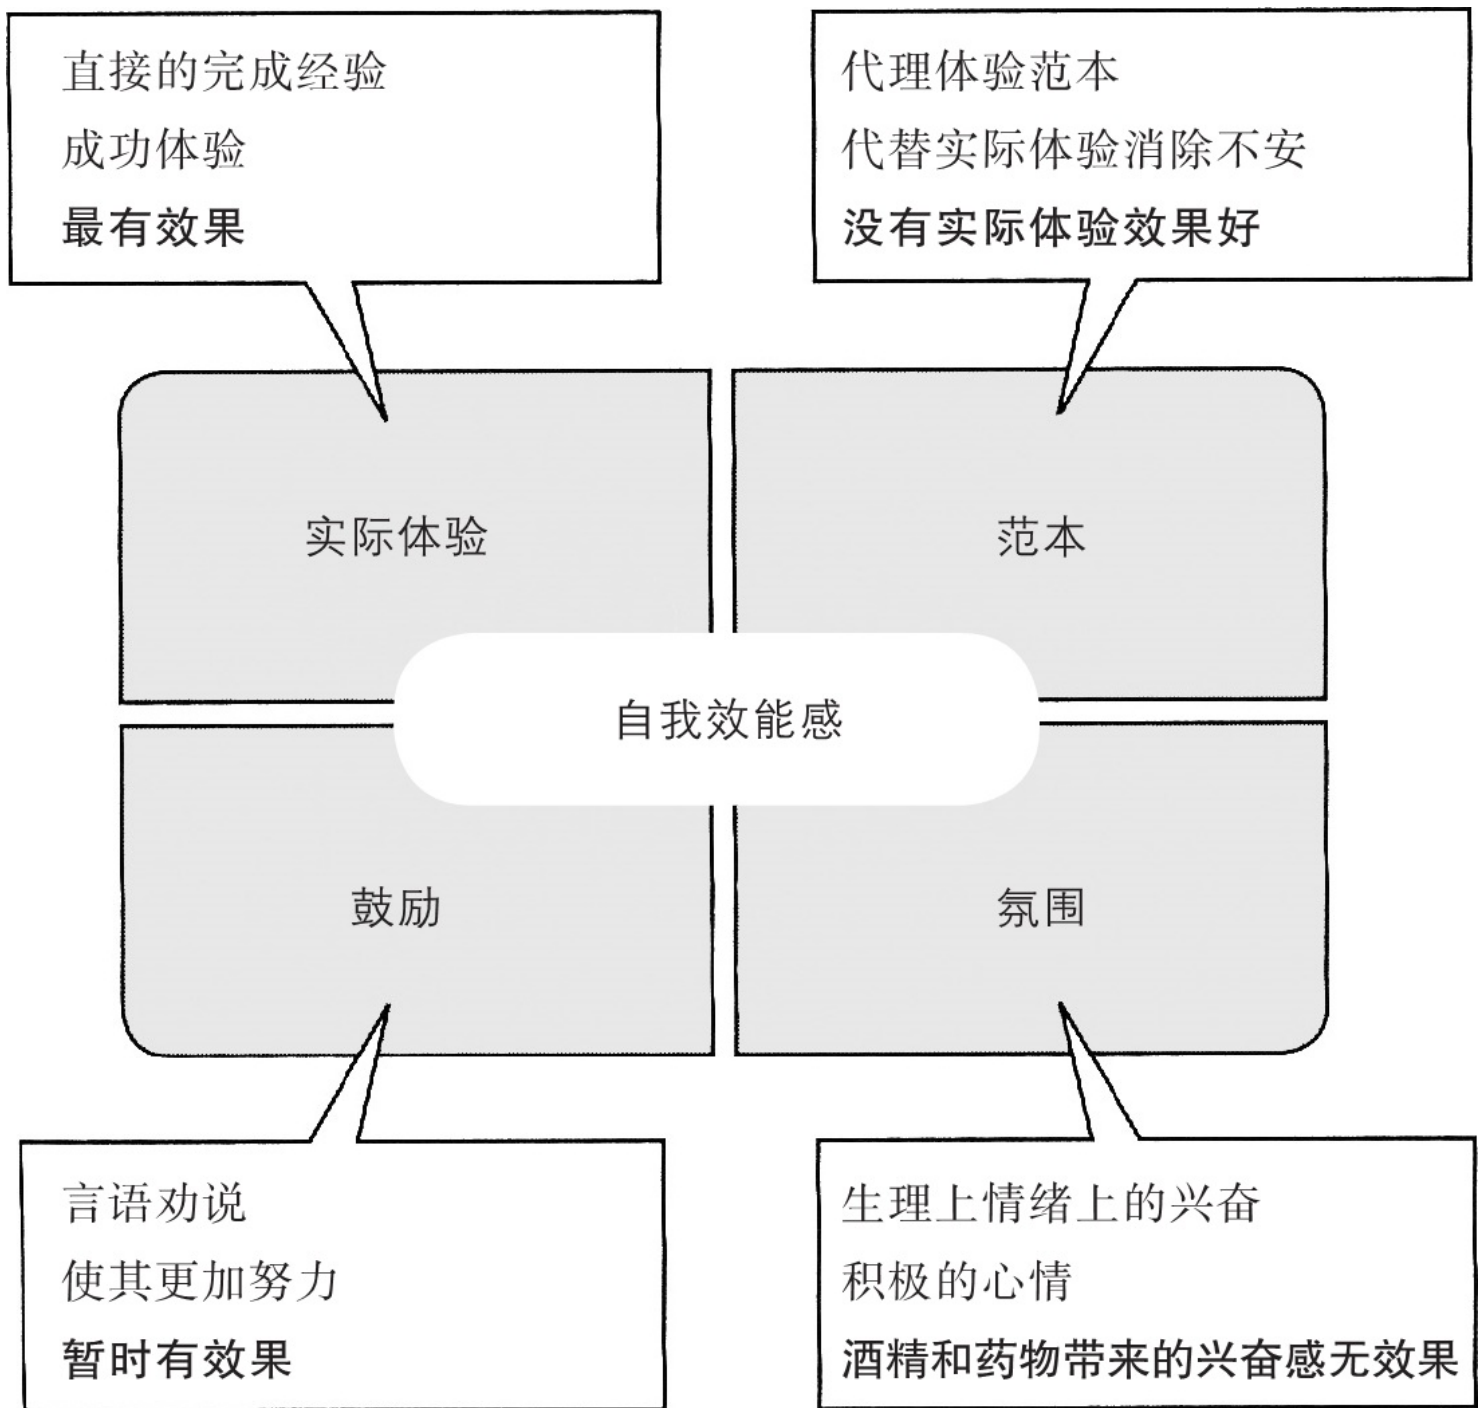 直接的完成经验
成功体验
最有效果
代理体验范本
代替实际体验消除不安
没有实际体验效果好
实际体验
范本
自我效能感
鼓励
氛围
言语劝说
使其更加努力
暂时有效果
生理上情绪上的兴奋
积极的心情
酒精和药物带来的兴奋感无效果